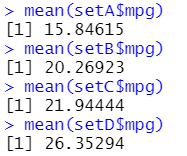 > mean(setA$mpg)
[1] 15.84615
> mean(setB$mpg)
[1] 20.26923
> mean(setC$mpg)
[1] 21.94444
> mean(setD$mpg)
[1] 26.35294